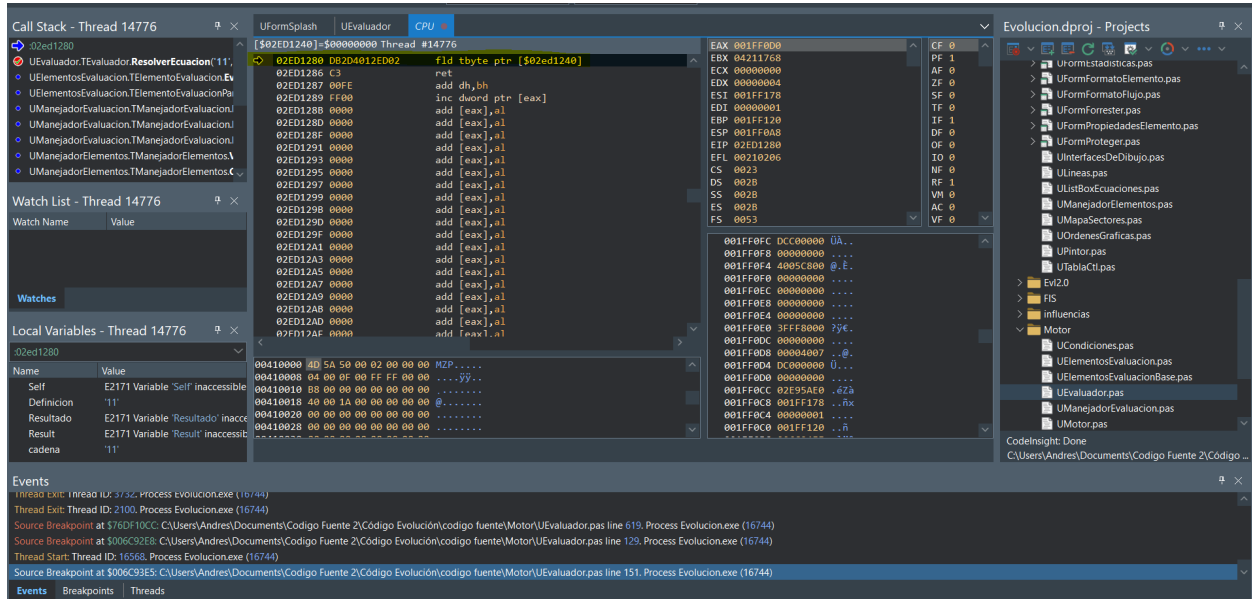 Call Stack - Thread 14776
:02ed1280
UEvaluador.TEvaluador.ResolverEcuacion('11',
UElementosEvaluacion.TElementoEvaluacion.Ev
UElementosEvaluacion.TElementoEvaluacionPa
UManejadorEvaluacion.TManejadorEvaluacion.
UManejadorEvaluacion.TManejadorEvaluacion.
UManejadorEvaluacion.TManejadorEvaluacion.
UManejadorElementos.TManejadorElementos.
UManejadorElementos.TManejadorElementos.
Watch List - Thread 14776
Watch Name Value
Watches
Local Variables - Thread 14776
:02ed1280
Name Value
Self E2171 Variable 'Self' inaccessible
Definicion '11'
Resultado E2171 Variable 'Resultado' inacce
Result E2171 Variable 'Result' inaccessib
cadena '11'
UFormSplash UEvaluador CPU
[$02ED1240]=$00000000 Thread #14776
02ED1280 DB2D4012ED02 fld tbyte ptr [$02ed1240]
02ED1286 C3 ret
02ED1287 00FE add dh,bh
02ED1289 FF00 inc dword ptr [eax]
02ED128B 0000 add [eax],al
02ED128D 0000 add [eax],al
02ED128F 0000 add [eax],al
02ED1291 0000 add [eax],al
02ED1293 0000 add [eax],al
02ED1295 0000 add [eax],al
02ED1297 0000 add [eax],al
02ED1299 0000 add [eax],al
02ED129B 0000 add [eax],al
02ED129D 0000 add [eax],al
02ED129F 0000 add [eax],al
02ED12A1 0000 add [eax],al
02ED12A3 0000 add [eax],al
02ED12A5 0000 add [eax],al
02ED12A7 0000 add [eax],al
02ED12A9 0000 add [eax],al
02ED12AB 0000 add [eax],al
02ED12AD 0000 add [eax],al
02ED12AF 0000 add [eax],al
EAX 001FF0D0
EBX 04211768
ECX 00000000
EDX 00000004
ESI 001FF178
EDI 00000001
EBP 001FF120
ESP 001FF0A8
EIP 02ED1280
EFL 00210206
CS 0023
DS 002B
SS 002B
ES 002B
FS 0053
CF 0
PF 1
AF 0
ZF 0
SF 0
TF 0
IF 1
DF 0
OF 0
IO 0
NF 0
RF 1
VM 0
AC 0
VF 0
00410000 4D 5A 50 00 02 00 00 00 MZP.....
00410008 04 00 0F 00 FF FF 00 00 ....ÿÿ..
00410010 B8 00 00 00 00 00 00 00 ¸.......
00410018 40 00 1A 00 00 00 00 00 @.......
00410020 00 00 00 00 00 00 00 00 ........
00410028 00 00 00 00 00 00 00 00 ........
001FF0FC DCC00000 ÜÀ..
001FF0F8 00000000 ....
001FF0F4 4005C800 @.È.
001FF0F0 00000000 ....
001FF0EC 00000000 ....
001FF0E8 00000000 ....
001FF0E4 00000000 ....
001FF0E0 3FFF8000 ?ÿ€.
001FF0DC 00000000 ....
001FF0D8 00004007 ..@.
001FF0D4 DC000000 Ü...
001FF0D0 00000000 ....
001FF0CC 02E95AE0 .éZà
001FF0C8 001FF178 ..ñx
001FF0C4 00000001 ....
001FF0C0 001FF120 ..ñ
Evolucion.dproj - Projects
UFormEstadisticas.pas
UFormFormatoElemento.pas
UFormFormatoFlujo.pas
UFormForrester.pas
UFormPropiedadesElemento.pas
UFormProteger.pas
UInterfacesDeDibujo.pas
ULineas.pas
UListBoxEcuaciones.pas
UManejadorElementos.pas
UMapaSectores.pas
UOrdenesGraficas.pas
UPintor.pas
UTablaCtl.pas
Evl2.0
FIS
influencias
Motor
UCondiciones.pas
UElementosEvaluacion.pas
UElementosEvaluacionBase.pas
UEvaluador.pas
UManejadorEvaluacion.pas
UMotor.pas
CodeInsight: Done
C:\Users\Andres\Documents\Codigo Fuente 2\Código ...
Events
Thread Exit: Thread ID: 3732. Process Evolucion.exe (16744)
Thread Exit: Thread ID: 2100. Process Evolucion.exe (16744)
Source Breakpoint at $76DF10CC: C:\Users\Andres\Documents\Codigo Fuente 2\Código Evolución\codigo fuente\Motor\UEvaluador.pas line 619. Process Evolucion.exe (16744)
Source Breakpoint at $006C92E8: C:\Users\Andres\Documents\Codigo Fuente 2\Código Evolución\codigo fuente\Motor\UEvaluador.pas line 129. Process Evolucion.exe (16744)
Thread Start: Thread ID: 16568. Process Evolucion.exe (16744)
Source Breakpoint at $006C93E5: C:\Users\Andres\Documents\Codigo Fuente 2\Código Evolución\codigo fuente\Motor\UEvaluador.pas line 151. Process Evolucion.exe (16744)
Events Breakpoints Threads